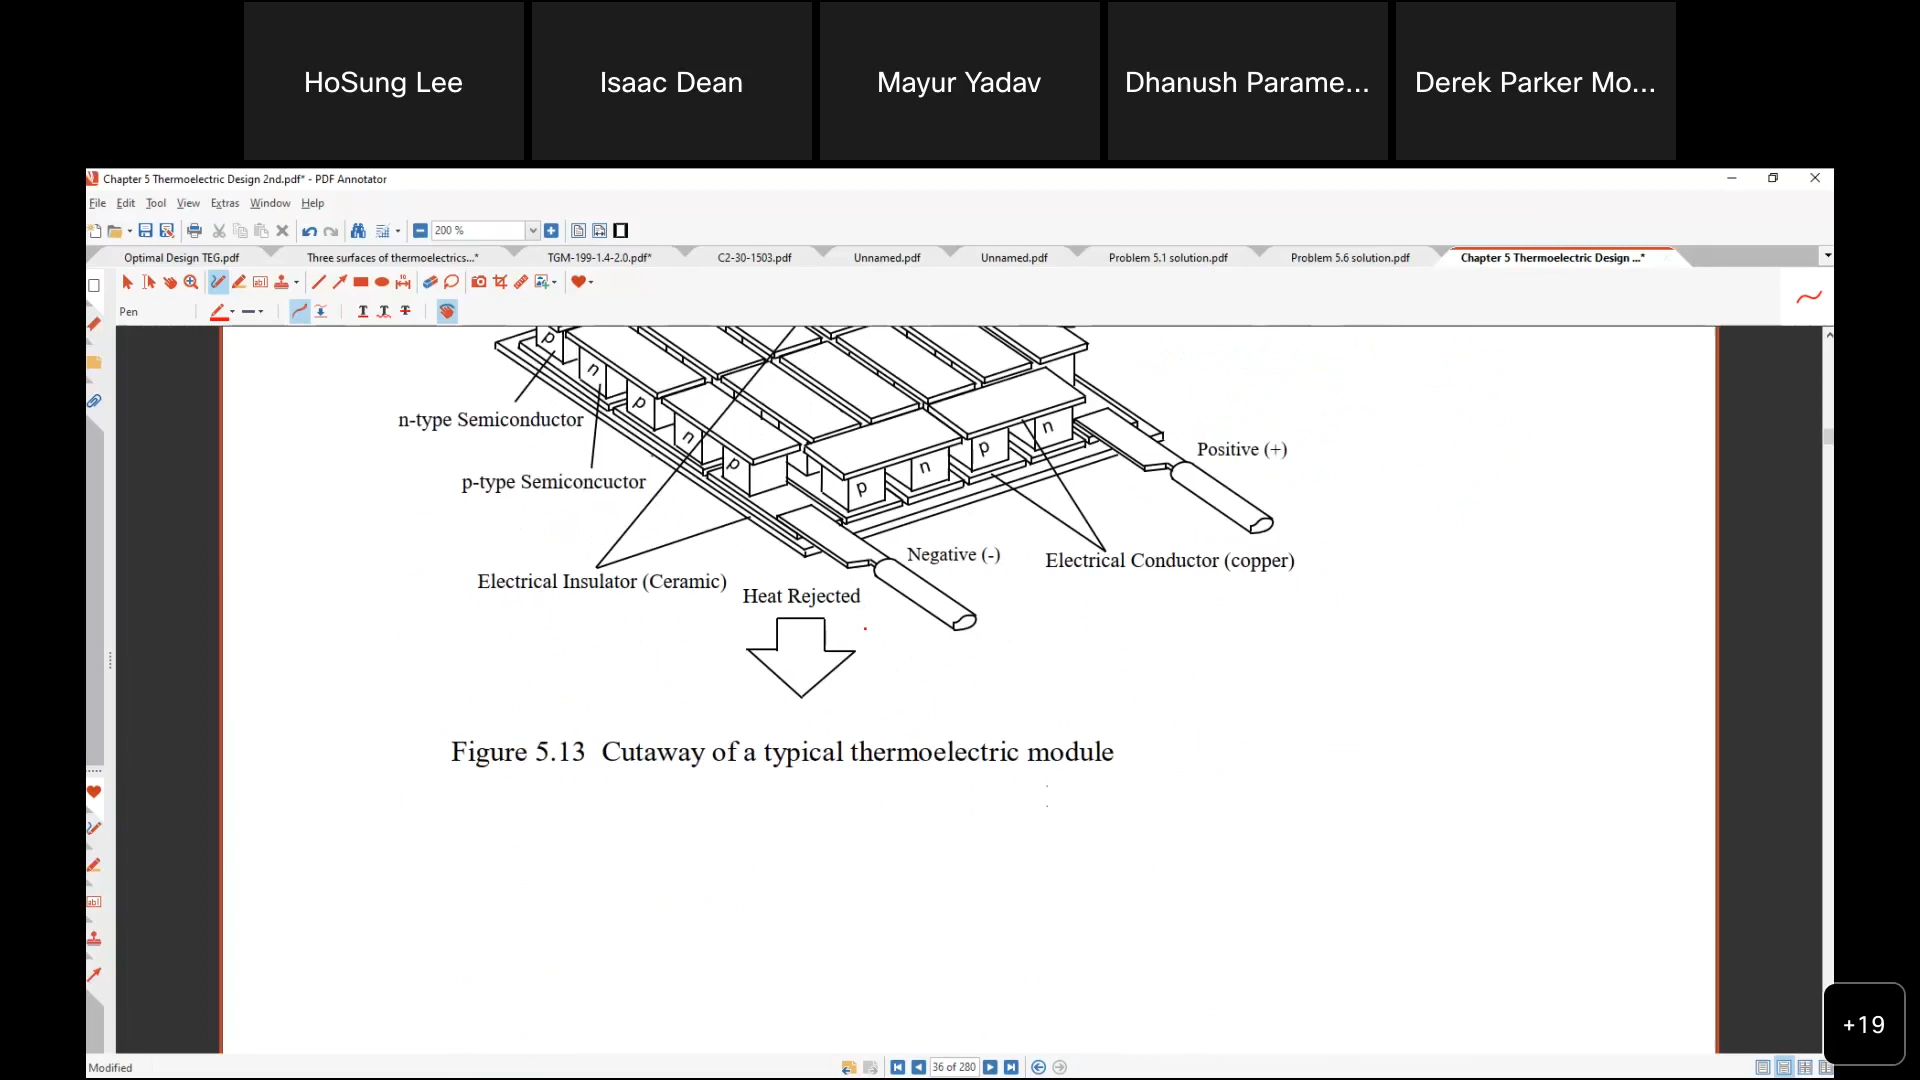 HoSung Lee
Isaac Dean
Mayur Yadav
Dhanush Parame...
Derek Parker Mo...
Chapter 5 Thermoelectric Design 2nd.pdf* - PDF Annotator
File Edit Tool View Extras Window Help
200 %
Optimal Design TEG.pdf
Three surfaces of thermoelectrics...*
TGM-199-1.4-2.0.pdf*
C2-30-1503.pdf
Unnamed.pdf
Unnamed.pdf
Problem 5.1 solution.pdf
Problem 5.6 solution.pdf
Chapter 5 Thermoelectric Design ...*
Pen
p
n
p
n
p
p
n
p
n
n-type Semiconductor
p-type Semiconcuctor
Positive (+)
Negative (-)
Electrical Conductor (copper)
Electrical Insulator (Ceramic)
Heat Rejected
Figure 5.13 Cutaway of a typical thermoelectric module
+19
Modified
36 of 280